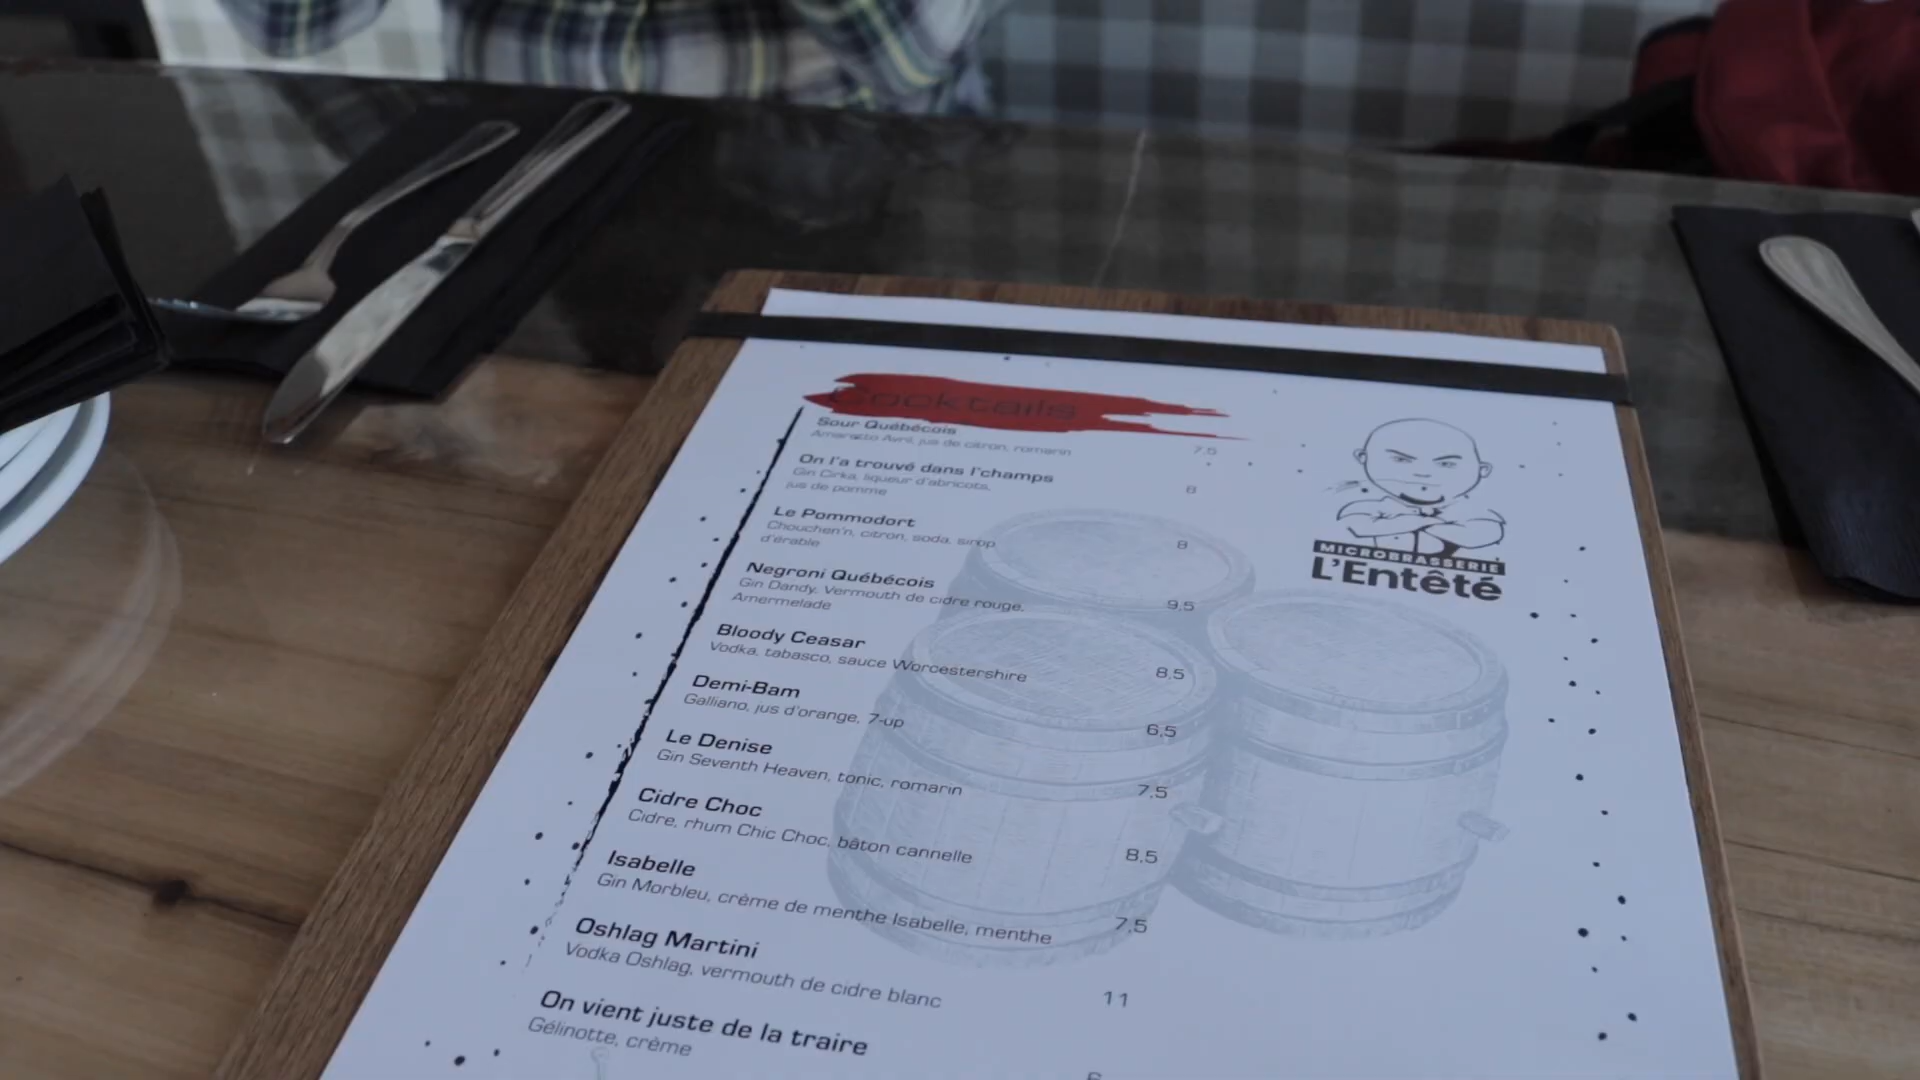 Cocktails
Sour Québécois
Amaretto Avril, jus de citron, romarin
7,5
On l'a trouvé dans l'champs
Gin Cirka, liqueur d'abricots,
jus de pomme
8
Le Pommodort
Chouchen'n, citron, soda, sirop
d'érable
8
Negroni Québécois
Gin Dandy, Vermouth de cidre rouge,
Amermelade
9,5
Bloody Ceasar
Vodka, tabasco, sauce Worcestershire
8,5
Demi-Bam
Galliano, jus d'orange, 7-up
6,5
Le Denise
Gin Seventh Heaven, tonic, romarin
7,5
Cidre Choc
Cidre, rhum Chic Choc, bâton cannelle
8,5
Isabelle
Gin Morbleu, crème de menthe Isabelle, menthe
7,5
Oshlag Martini
Vodka Oshlag, vermouth de cidre blanc
11
On vient juste de la traire
Gélinotte, crème
MICROBRASSERIE
L'Entêté